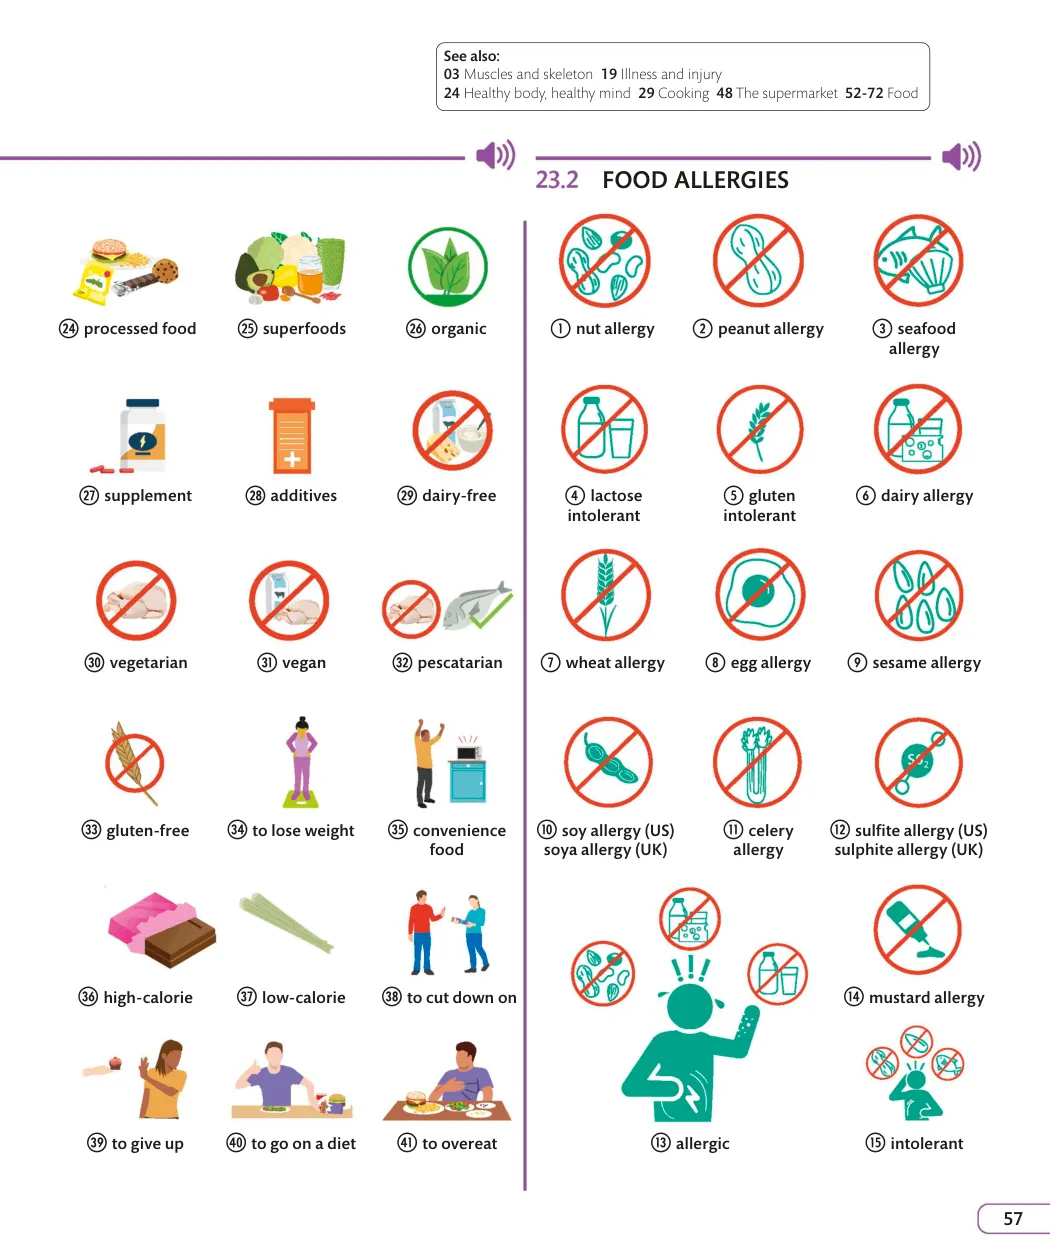 See also:
03 Muscles and skeleton 19 Illness and injury
24 Healthy body, healthy mind 29 Cooking 48 The supermarket 52-72 Food
23.2 FOOD ALLERGIES
24 processed food
25 superfoods
26 organic
27 supplement
28 additives
29 dairy-free
30 vegetarian
31 vegan
32 pescatarian
33 gluten-free
34 to lose weight
35 convenience
food
36 high-calorie
37 low-calorie
38 to cut down on
39 to give up
40 to go on a diet
41 to overeat
1 nut allergy
2 peanut allergy
3 seafood
allergy
4 lactose
intolerant
5 gluten
intolerant
6 dairy allergy
7 wheat allergy
8 egg allergy
9 sesame allergy
10 soy allergy (US)
soya allergy (UK)
11 celery
allergy
SO2
12 sulfite allergy (US)
sulphite allergy (UK)
13 allergic
14 mustard allergy
15 intolerant
57